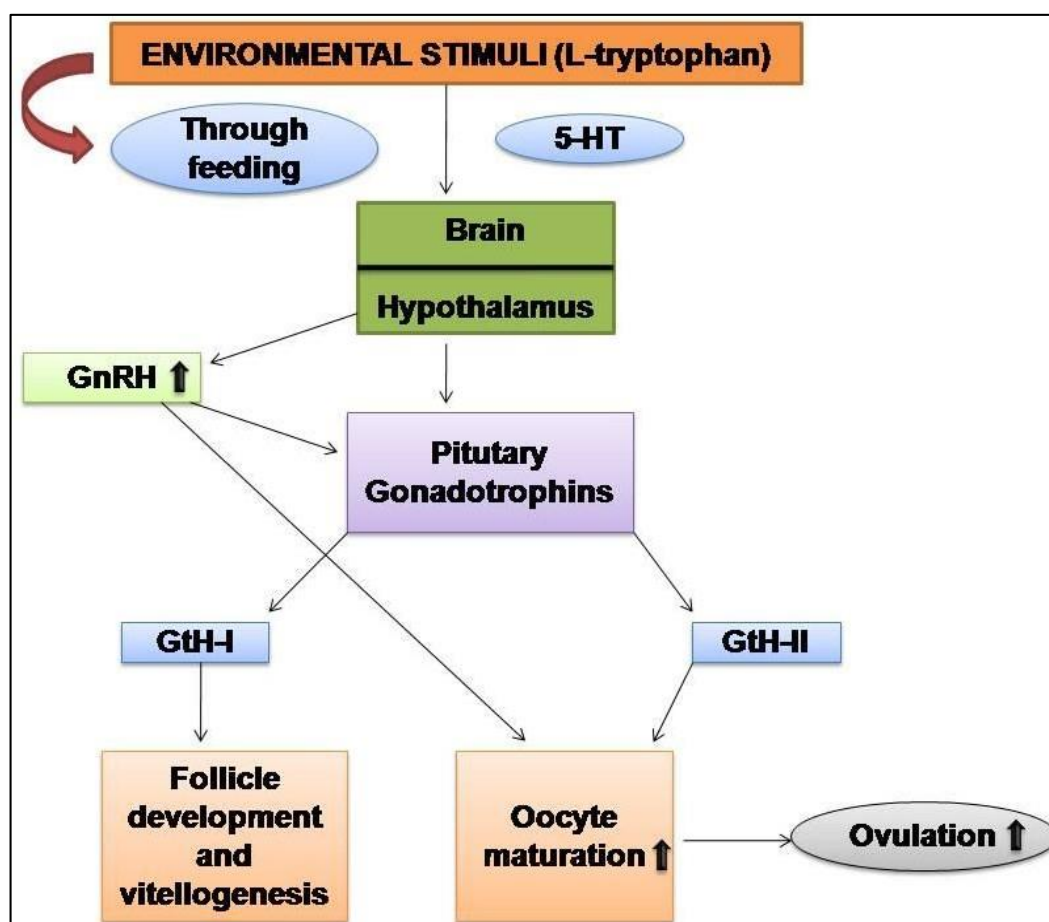 ENVIRONMENTAL STIMULI (L-tryptophan)
Through
feeding
5-HT
Brain
Hypothalamus
GnRH
Pitutary
Gonadotrophins
GtH-I
GtH-II
Follicle
development
and
vitellogenesis
Oocyte
maturation
Ovulation